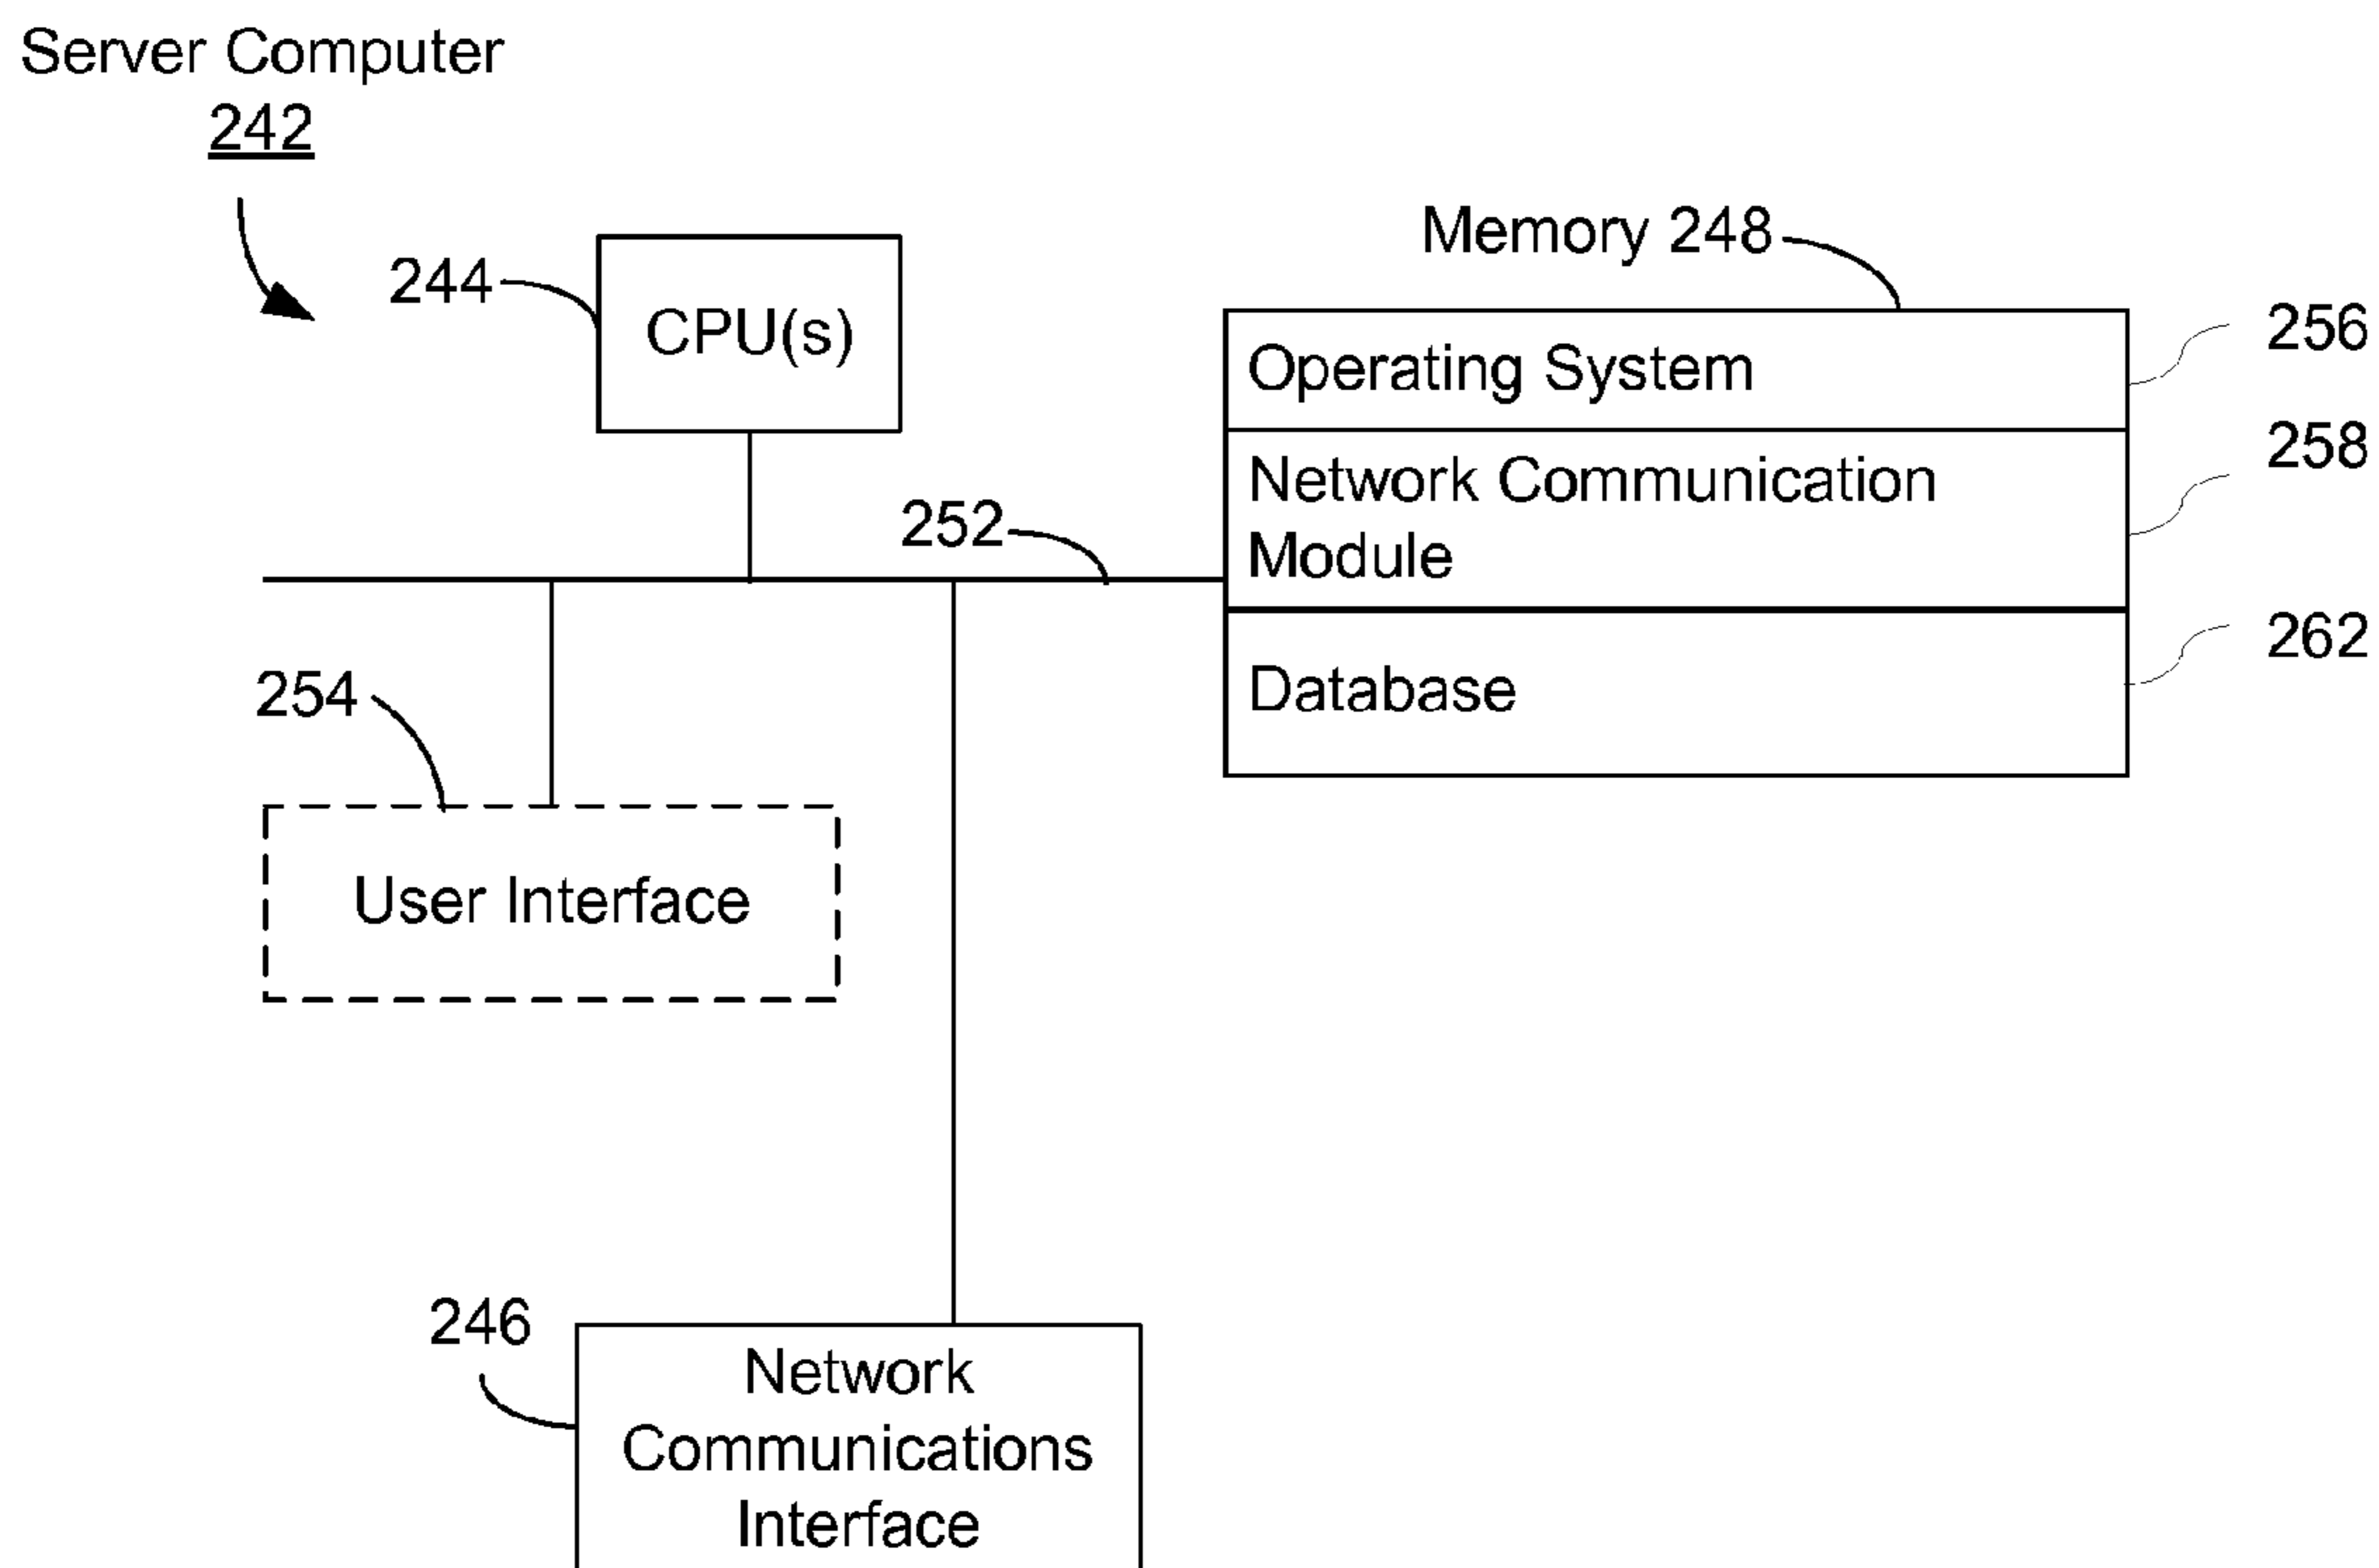 Server Computer
242
Memory 248
244
CPU(s)
256
Operating System
258
Network Communication
Module
252
262
Database
254
User Interface
246
Network
Communications
Interface